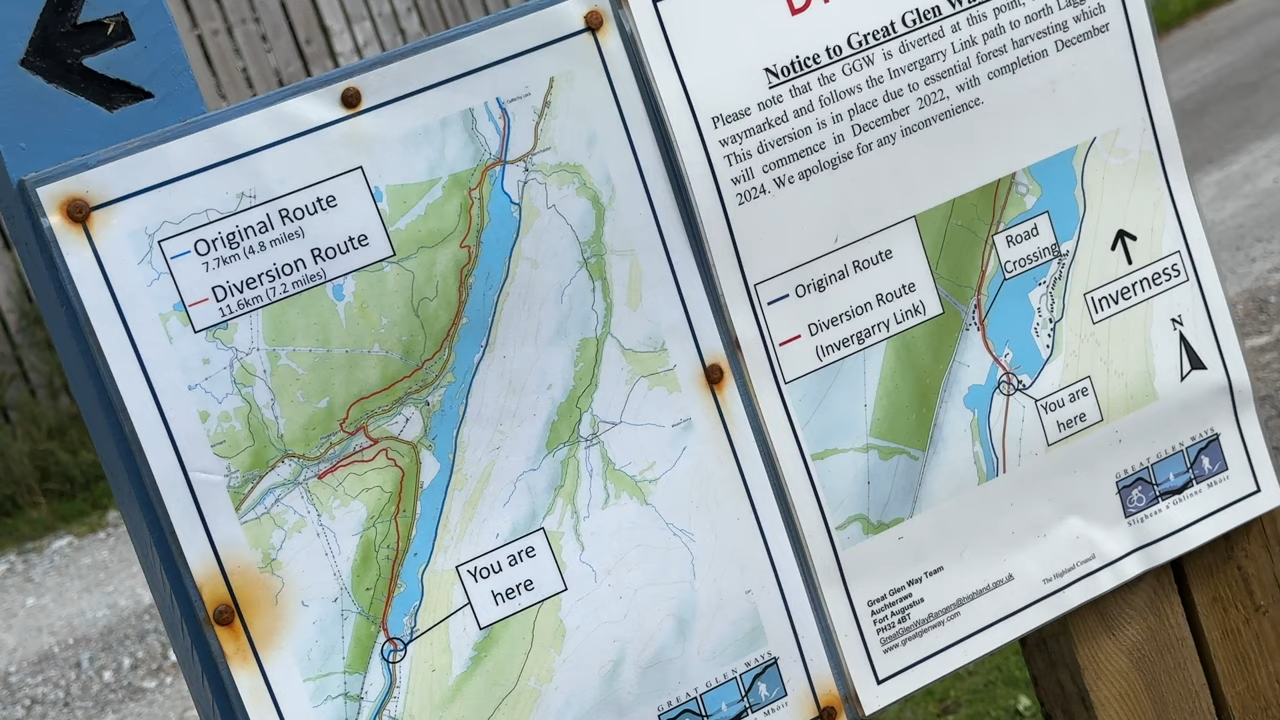 Original Route
7.7km (4.8 miles)
Diversion Route
11.6km (7.2 miles)
You are
here
GREAT GLEN WAYS
Mhòir
Notice to Great Glen
Please note that the GGW is diverted at this point,
waymarked and follows the Invergarry Link path to north
This diversion is in place due to essential forest harvesting which
will commence in December 2022, with completion December
2024. We apologise for any inconvenience.
Original Route
Diversion Route
(Invergarry Link)
Road
Crossing
Inverness
N
You are
here
GREAT GLEN WAYS
Slighean a' Ghlinne Mhòir
Great Glen Way Team
Auchterawe
Fort Augustus
PH32 4BT
GreatGlenWayRangers@highland.gov.uk
www.greatglenway.com
The Highland Council